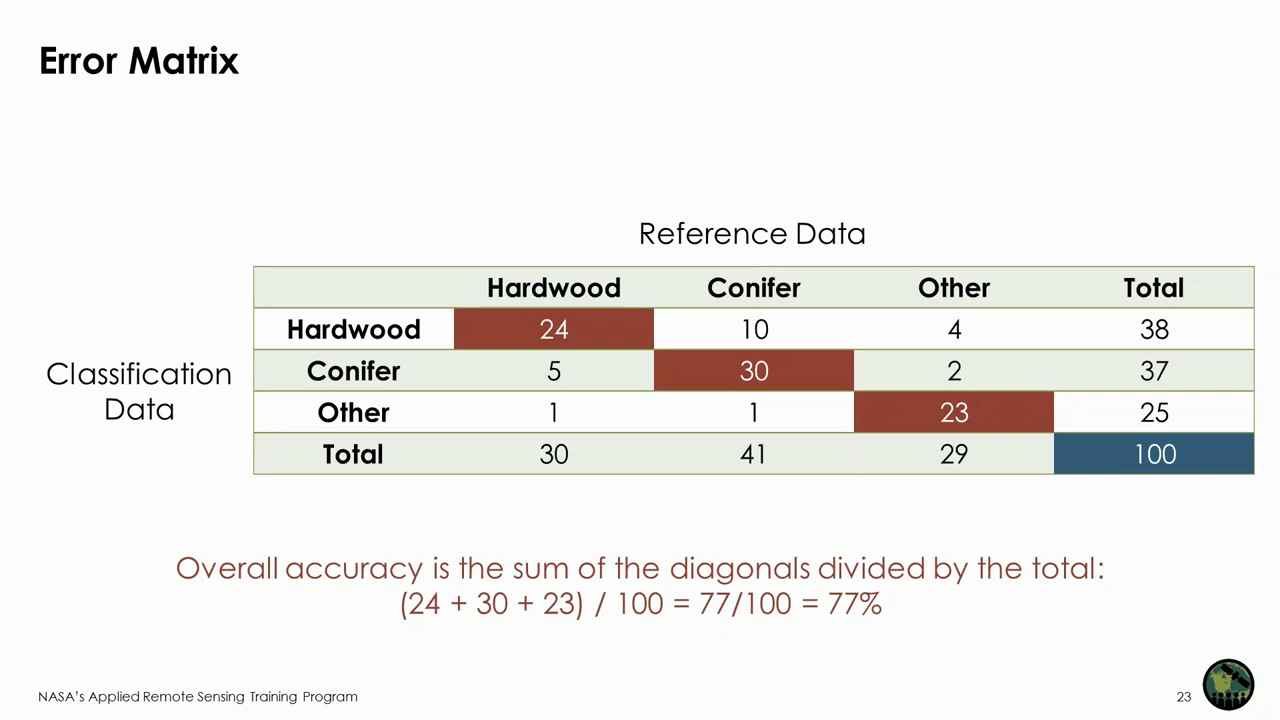 Error Matrix
Reference Data
Hardwood Conifer Other Total
Hardwood 24 10 4 38
Classification
Data
Conifer 5 30 2 37
Other 1 1 23 25
Total 30 41 29 100
Overall accuracy is the sum of the diagonals divided by the total:
(24 + 30 + 23) / 100 = 77/100 = 77%
NASA's Applied Remote Sensing Training Program
23